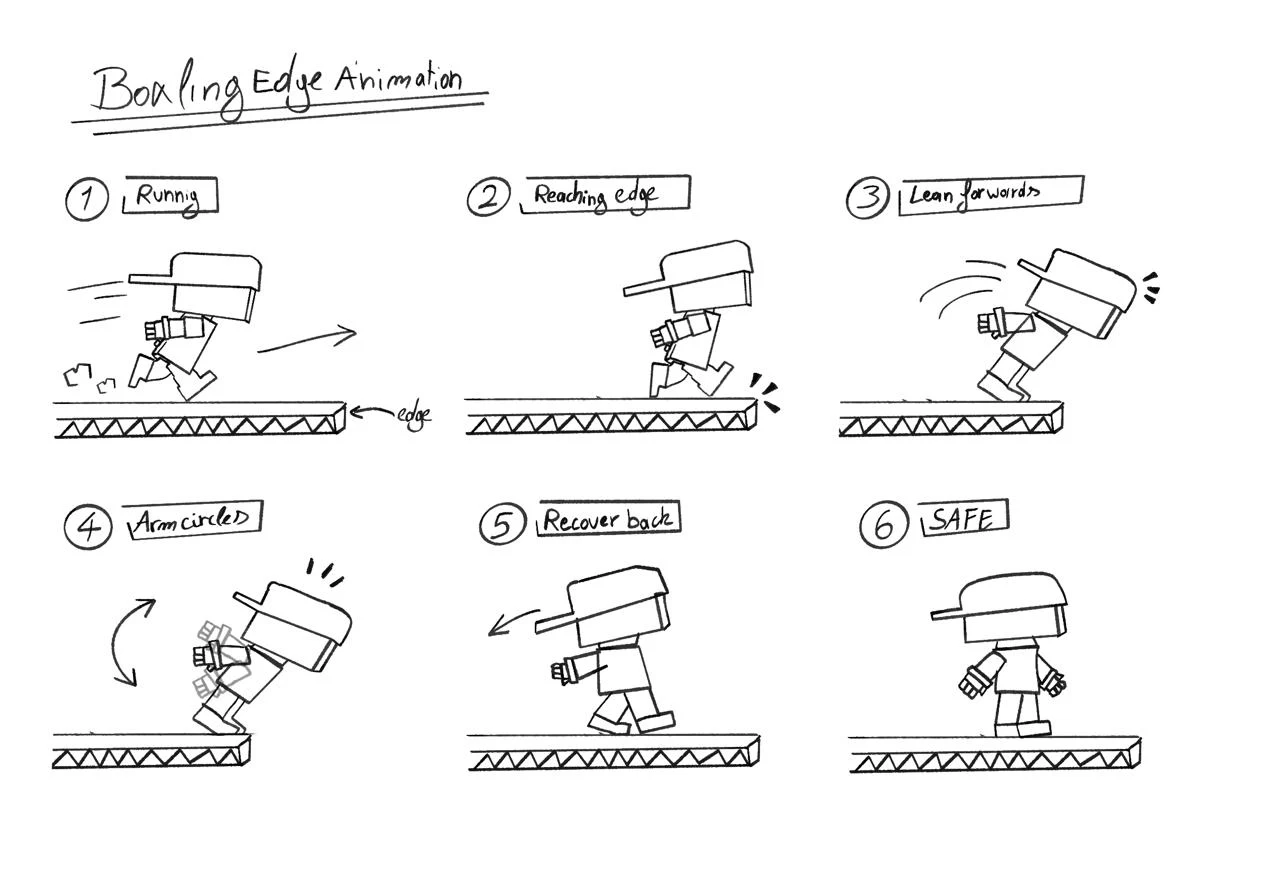 Boxling Edge Animation
1 Runnig
2 Reaching edge
3 Lean forwards
edge
4 Arm circles
5 Recover back
6 SAFE